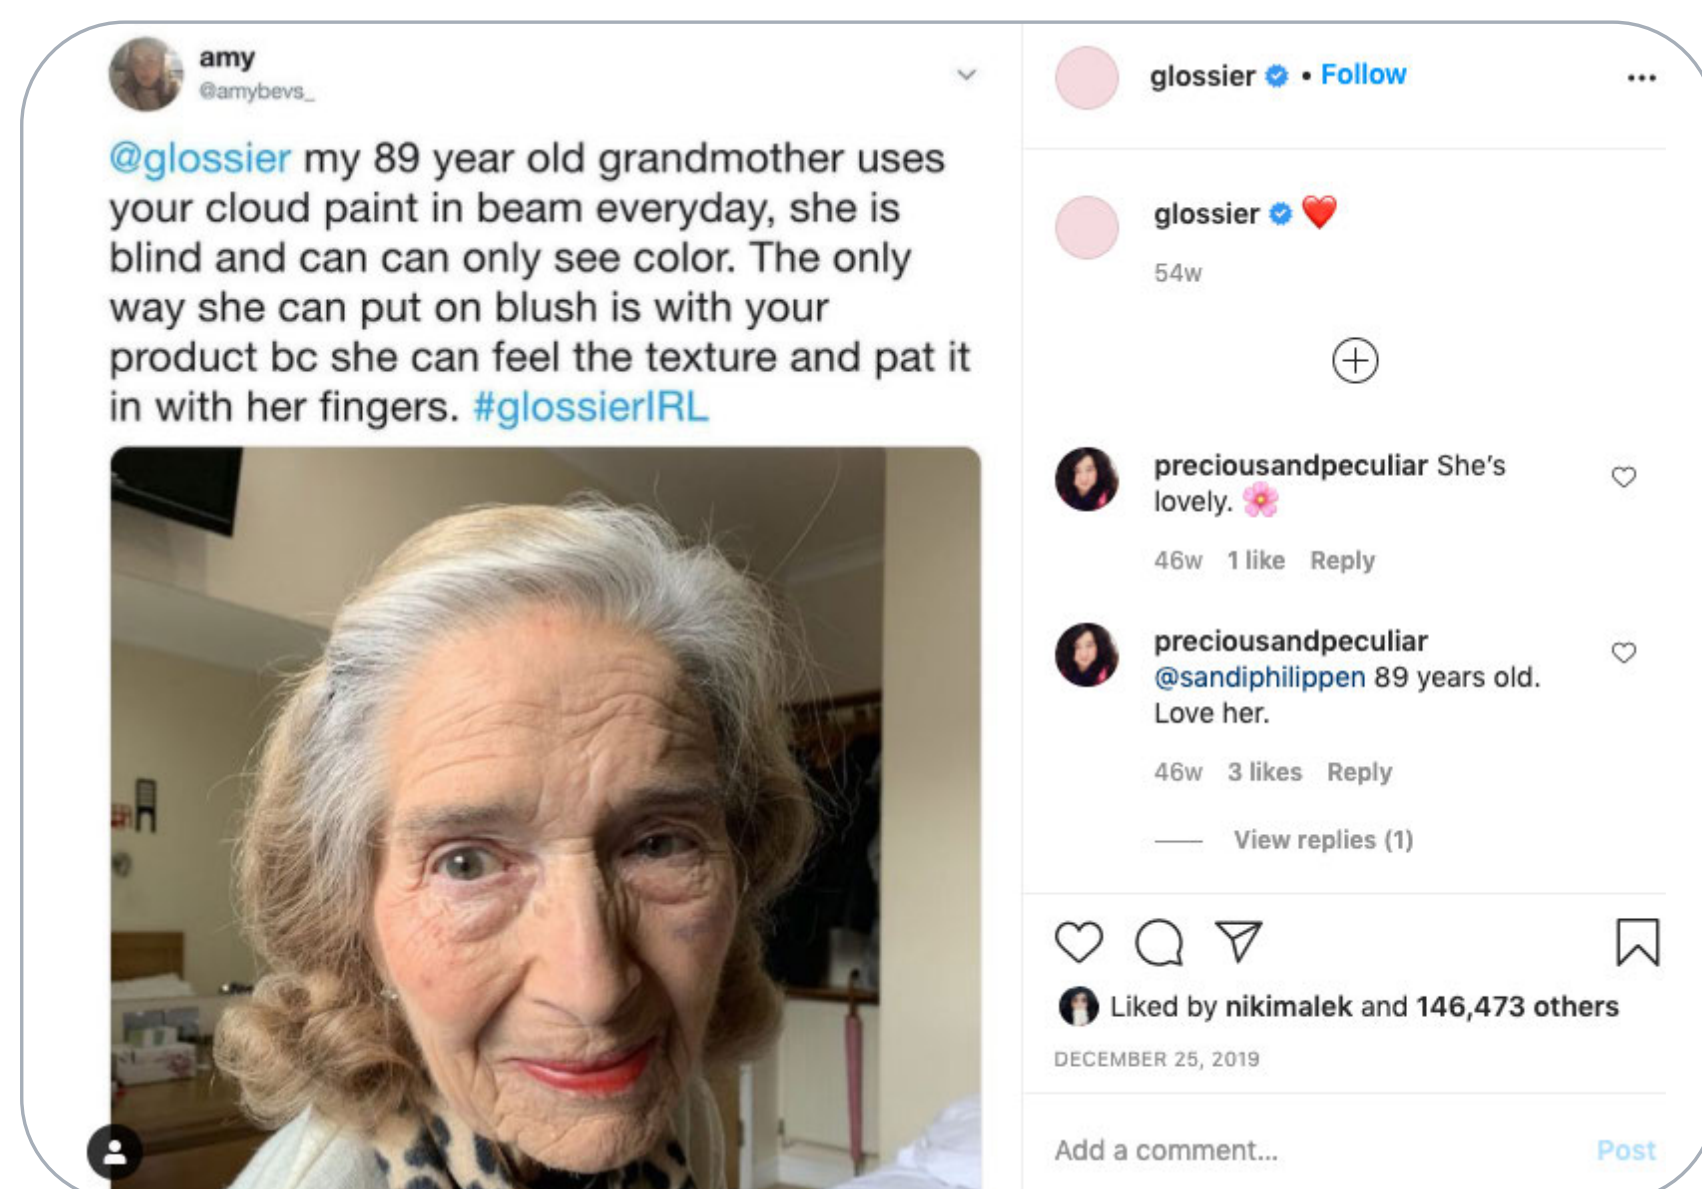 amy
@amybevs_
@glossier my 89 year old grandmother uses
your cloud paint in beam everyday, she is
blind and can can only see color. The only
way she can put on blush is with your
product bc she can feel the texture and pat it
in with her fingers. #glossierIRL
glossier • Follow
glossier ❤️
54w
preciousandpeculiar She’s
lovely. 🌸
46w 1 like Reply
preciousandpeculiar
@sandiphilippen 89 years old.
Love her.
46w 3 likes Reply
View replies (1)
Liked by nikimalek and 146,473 others
DECEMBER 25, 2019
Add a comment... Post